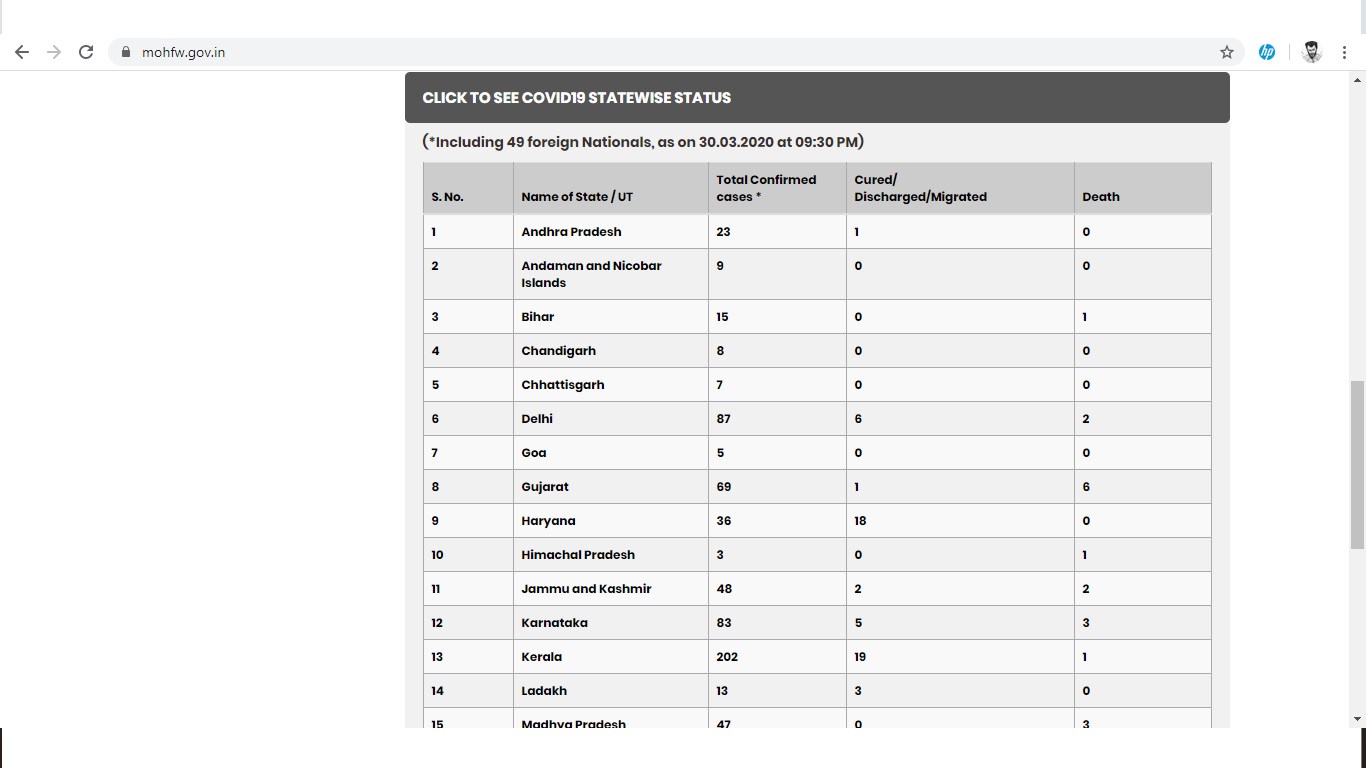 mohfw.gov.in
hp
CLICK TO SEE COVID19 STATEWISE STATUS
(*Including 49 foreign Nationals, as on 30.03.2020 at 09:30 PM)
S. No. Name of State / UT Total Confirmed cases * Cured/ Discharged/Migrated Death
1 Andhra Pradesh 23 1 0
2 Andaman and Nicobar Islands 9 0 0
3 Bihar 15 0 1
4 Chandigarh 8 0 0
5 Chhattisgarh 7 0 0
6 Delhi 87 6 2
7 Goa 5 0 0
8 Gujarat 69 1 6
9 Haryana 36 18 0
10 Himachal Pradesh 3 0 1
11 Jammu and Kashmir 48 2 2
12 Karnataka 83 5 3
13 Kerala 202 19 1
14 Ladakh 13 3 0
15 Madhya Pradesh 47 0 3